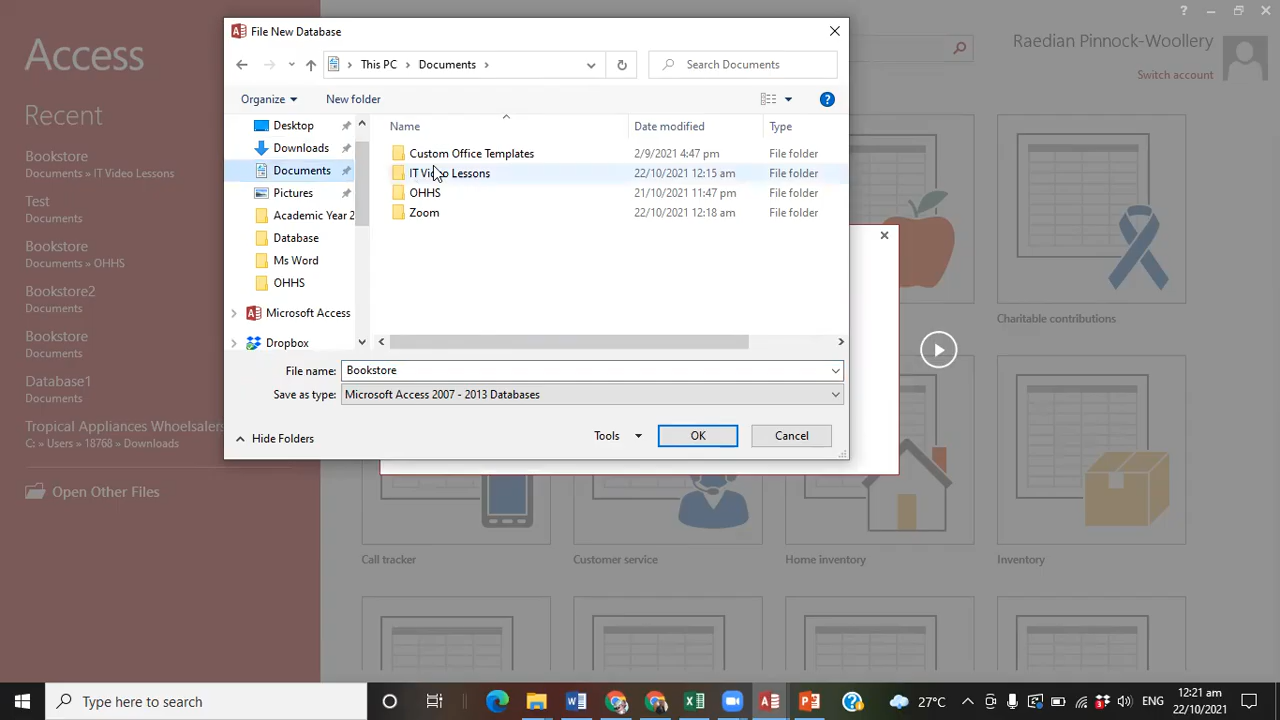 File New Database
Access
Raedian Pinnock-Woollery
Switch account
This PC > Documents >
Search Documents
Organize
New folder
Recent
Bookstore
Documents » IT Video Lessons
Test
Documents
Bookstore
Documents » OHHS
Bookstore2
Documents
Bookstore
Documents
Database1
Documents
Tropical Appliances Whoelsalers
C: » Users » 18768 » Downloads
Open Other Files
Desktop
Downloads
Documents
Pictures
Academic Year 2
Database
Ms Word
OHHS
Microsoft Access
Dropbox
Name Date modified Type
Custom Office Templates 2/9/2021 4:47 pm File folder
IT Video Lessons 22/10/2021 12:15 am File folder
OHHS 21/10/2021 11:47 pm File folder
Zoom 22/10/2021 12:18 am File folder
File name: Bookstore
Save as type: Microsoft Access 2007 - 2013 Databases
Hide Folders
Tools
OK
Cancel
Charitable contributions
Call tracker
Customer service
Home inventory
Inventory
Type here to search
27°C
ENG
12:21 am
22/10/2021